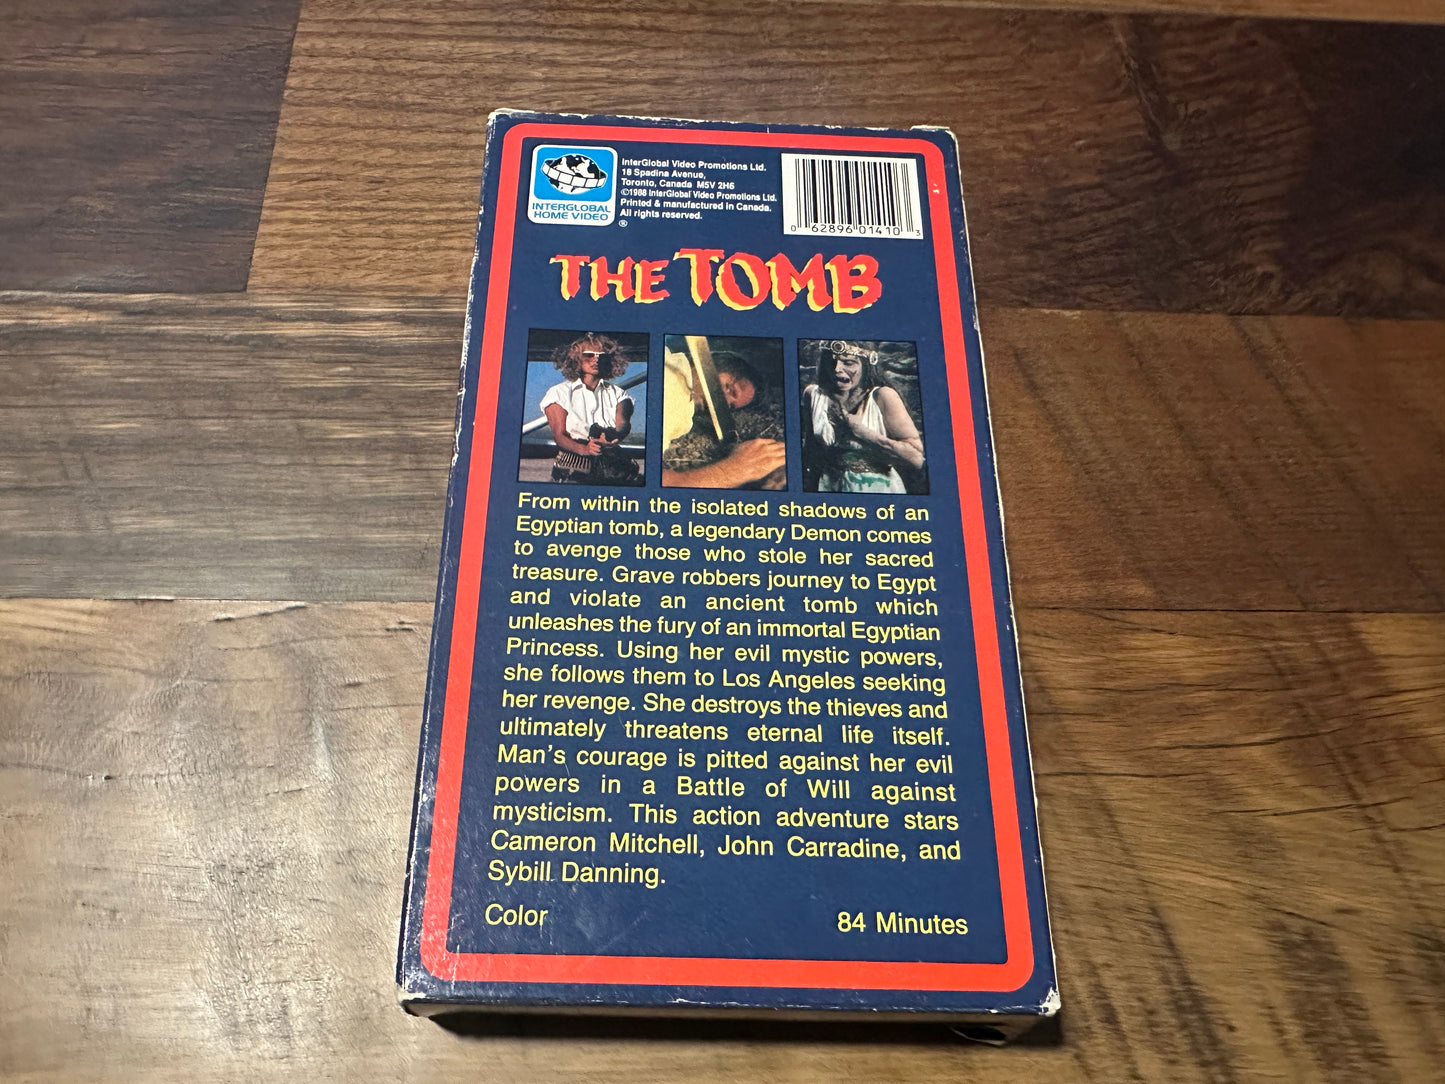 INTERGLOBAL
HOME VIDEO
®
InterGlobal Video Promotions Ltd.
18 Spadina Avenue,
Toronto, Canada M5V 2H6
©1988 InterGlobal Video Promotions Ltd.
Printed & manufactured in Canada.
All rights reserved.
0 62896 01410 3
THE TOMB
From within the isolated shadows of an
Egyptian tomb, a legendary Demon comes
to avenge those who stole her sacred
treasure. Grave robbers journey to Egypt
and violate an ancient tomb which
unleashes the fury of an immortal Egyptian
Princess. Using her evil mystic powers,
she follows them to Los Angeles seeking
her revenge. She destroys the thieves and
ultimately threatens eternal life itself.
Man's courage is pitted against her evil
powers in a Battle of Will against
mysticism. This action adventure stars
Cameron Mitchell, John Carradine, and
Sybill Danning.
Color
84 Minutes